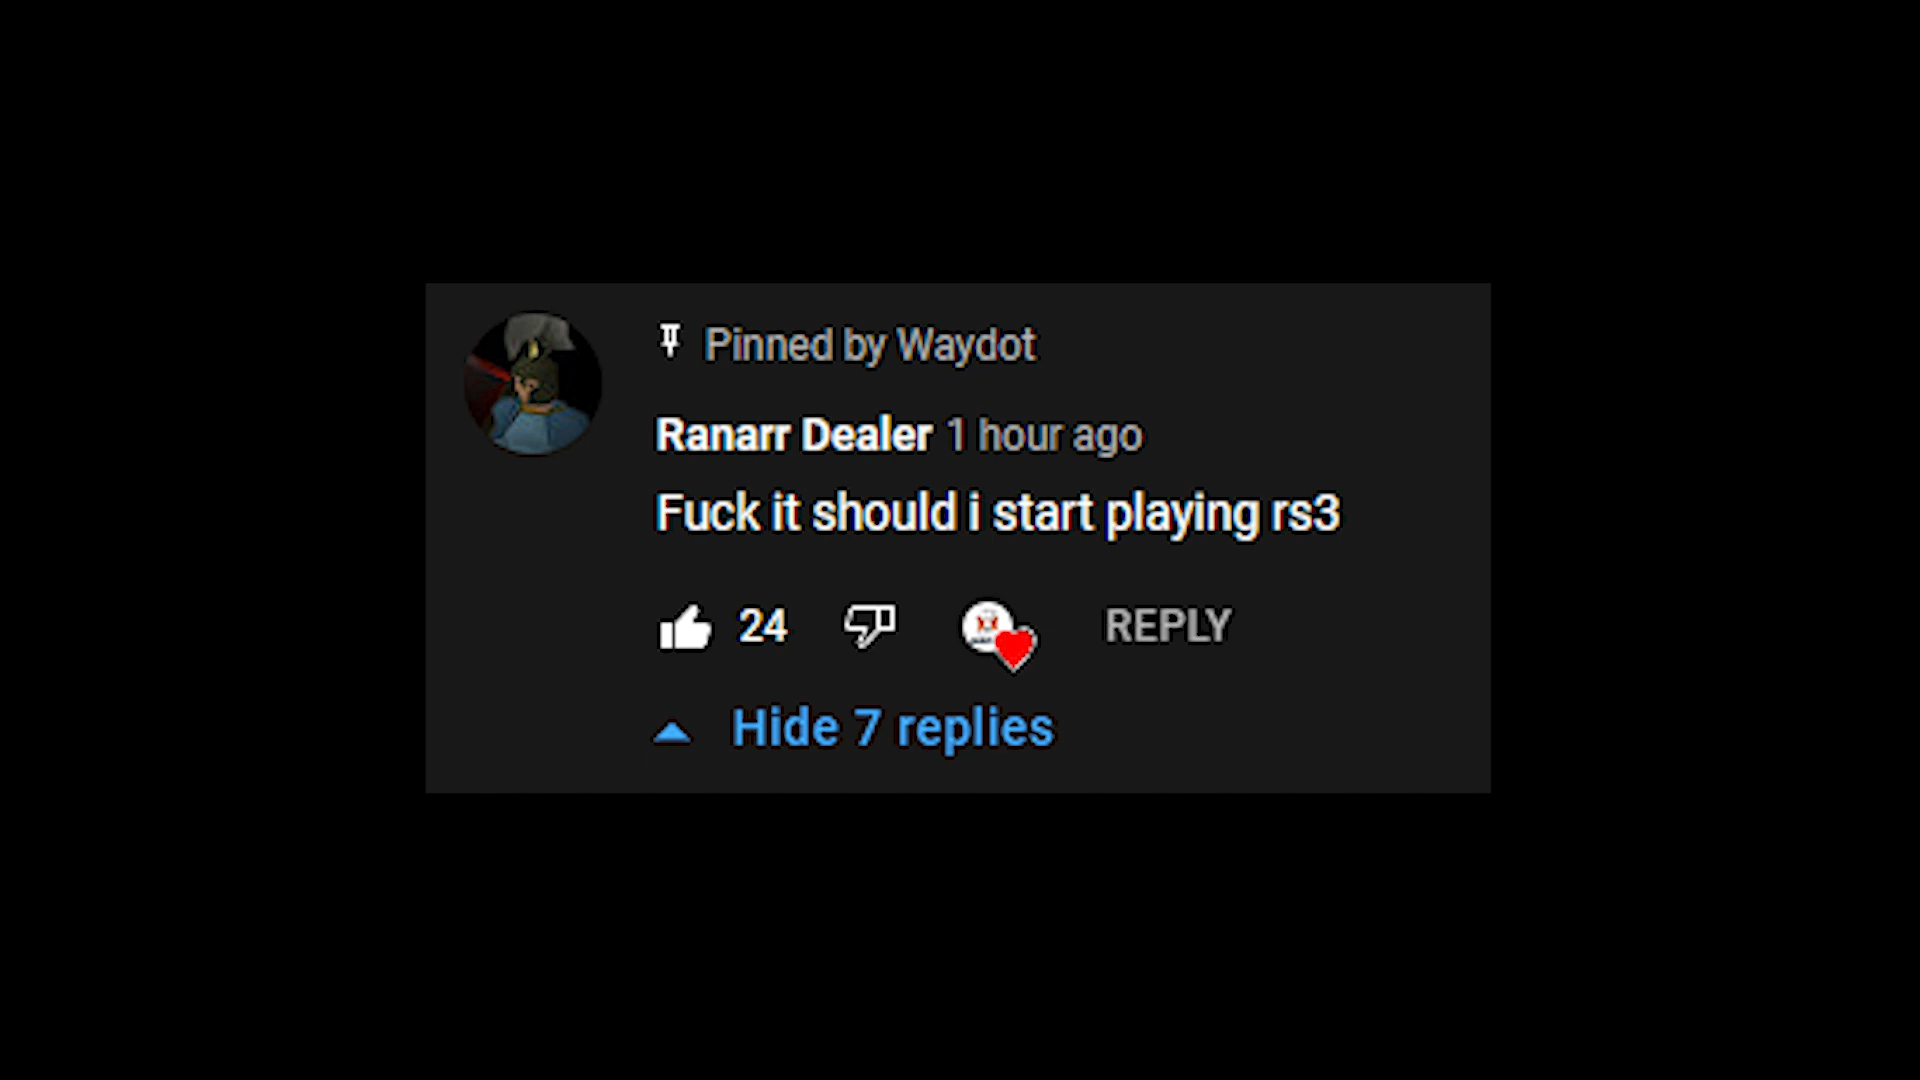 Pinned by Waydot
Ranarr Dealer 1 hour ago
Fuck it should i start playing rs3
24 REPLY
Hide 7 replies